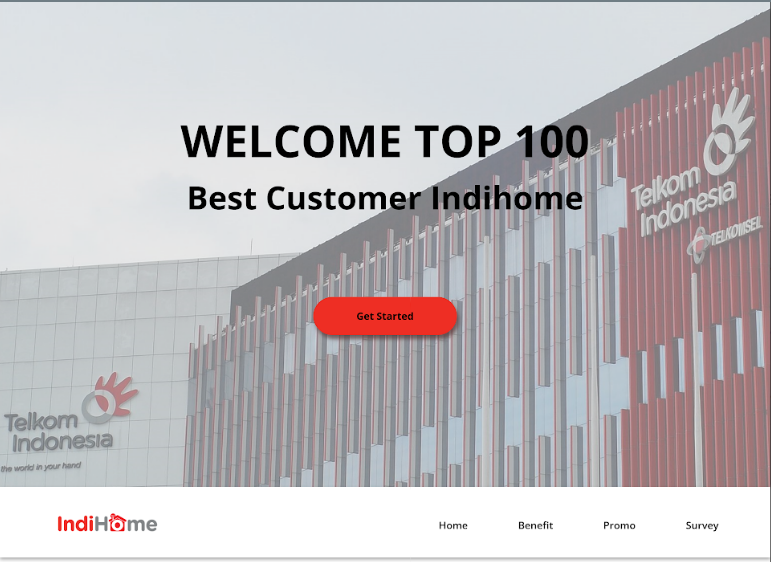 WELCOME TOP 100
Best Customer Indihome
Telkom
Indonesia
TELKOMSEL
Get Started
Telkom
Indonesia
the world in your hand
IndiHome
Home
Benefit
Promo
Survey